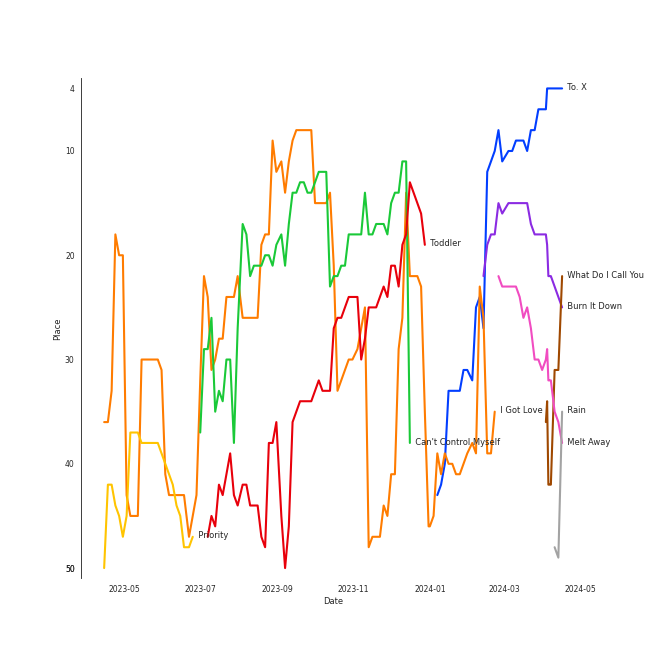 4
To. X
10
Toddler
20
What Do I Call You
Burn It Down
Place
30
I Got Love
Rain
Can't Control Myself
Melt Away
40
Priority
50
2023-05
2023-07
2023-09
2023-11
2024-01
2024-03
2024-05
Date